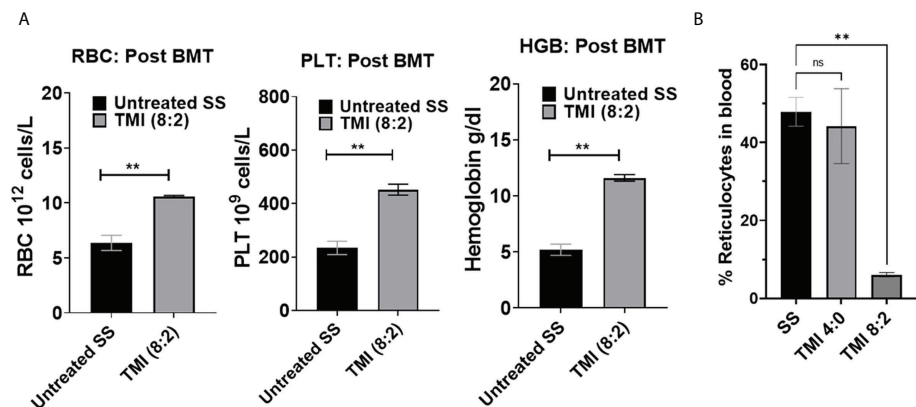 A
RBC: Post BMT
Untreated SS
TMI (8:2)
**
RBC 10^12 cells/L
20
15
10
5
0
Untreated SS
TMI (8:2)
PLT: Post BMT
Untreated SS
TMI (8:2)
**
PLT 10^9 cells/L
800
600
400
200
0
Untreated SS
TMI (8:2)
HGB: Post BMT
Untreated SS
TMI (8:2)
**
Hemoglobin g/dl
20
15
10
5
0
Untreated SS
TMI (8:2)
B
**
ns
% Reticulocytes in blood
60
40
20
0
SS
TMI 4:0
TMI 8:2